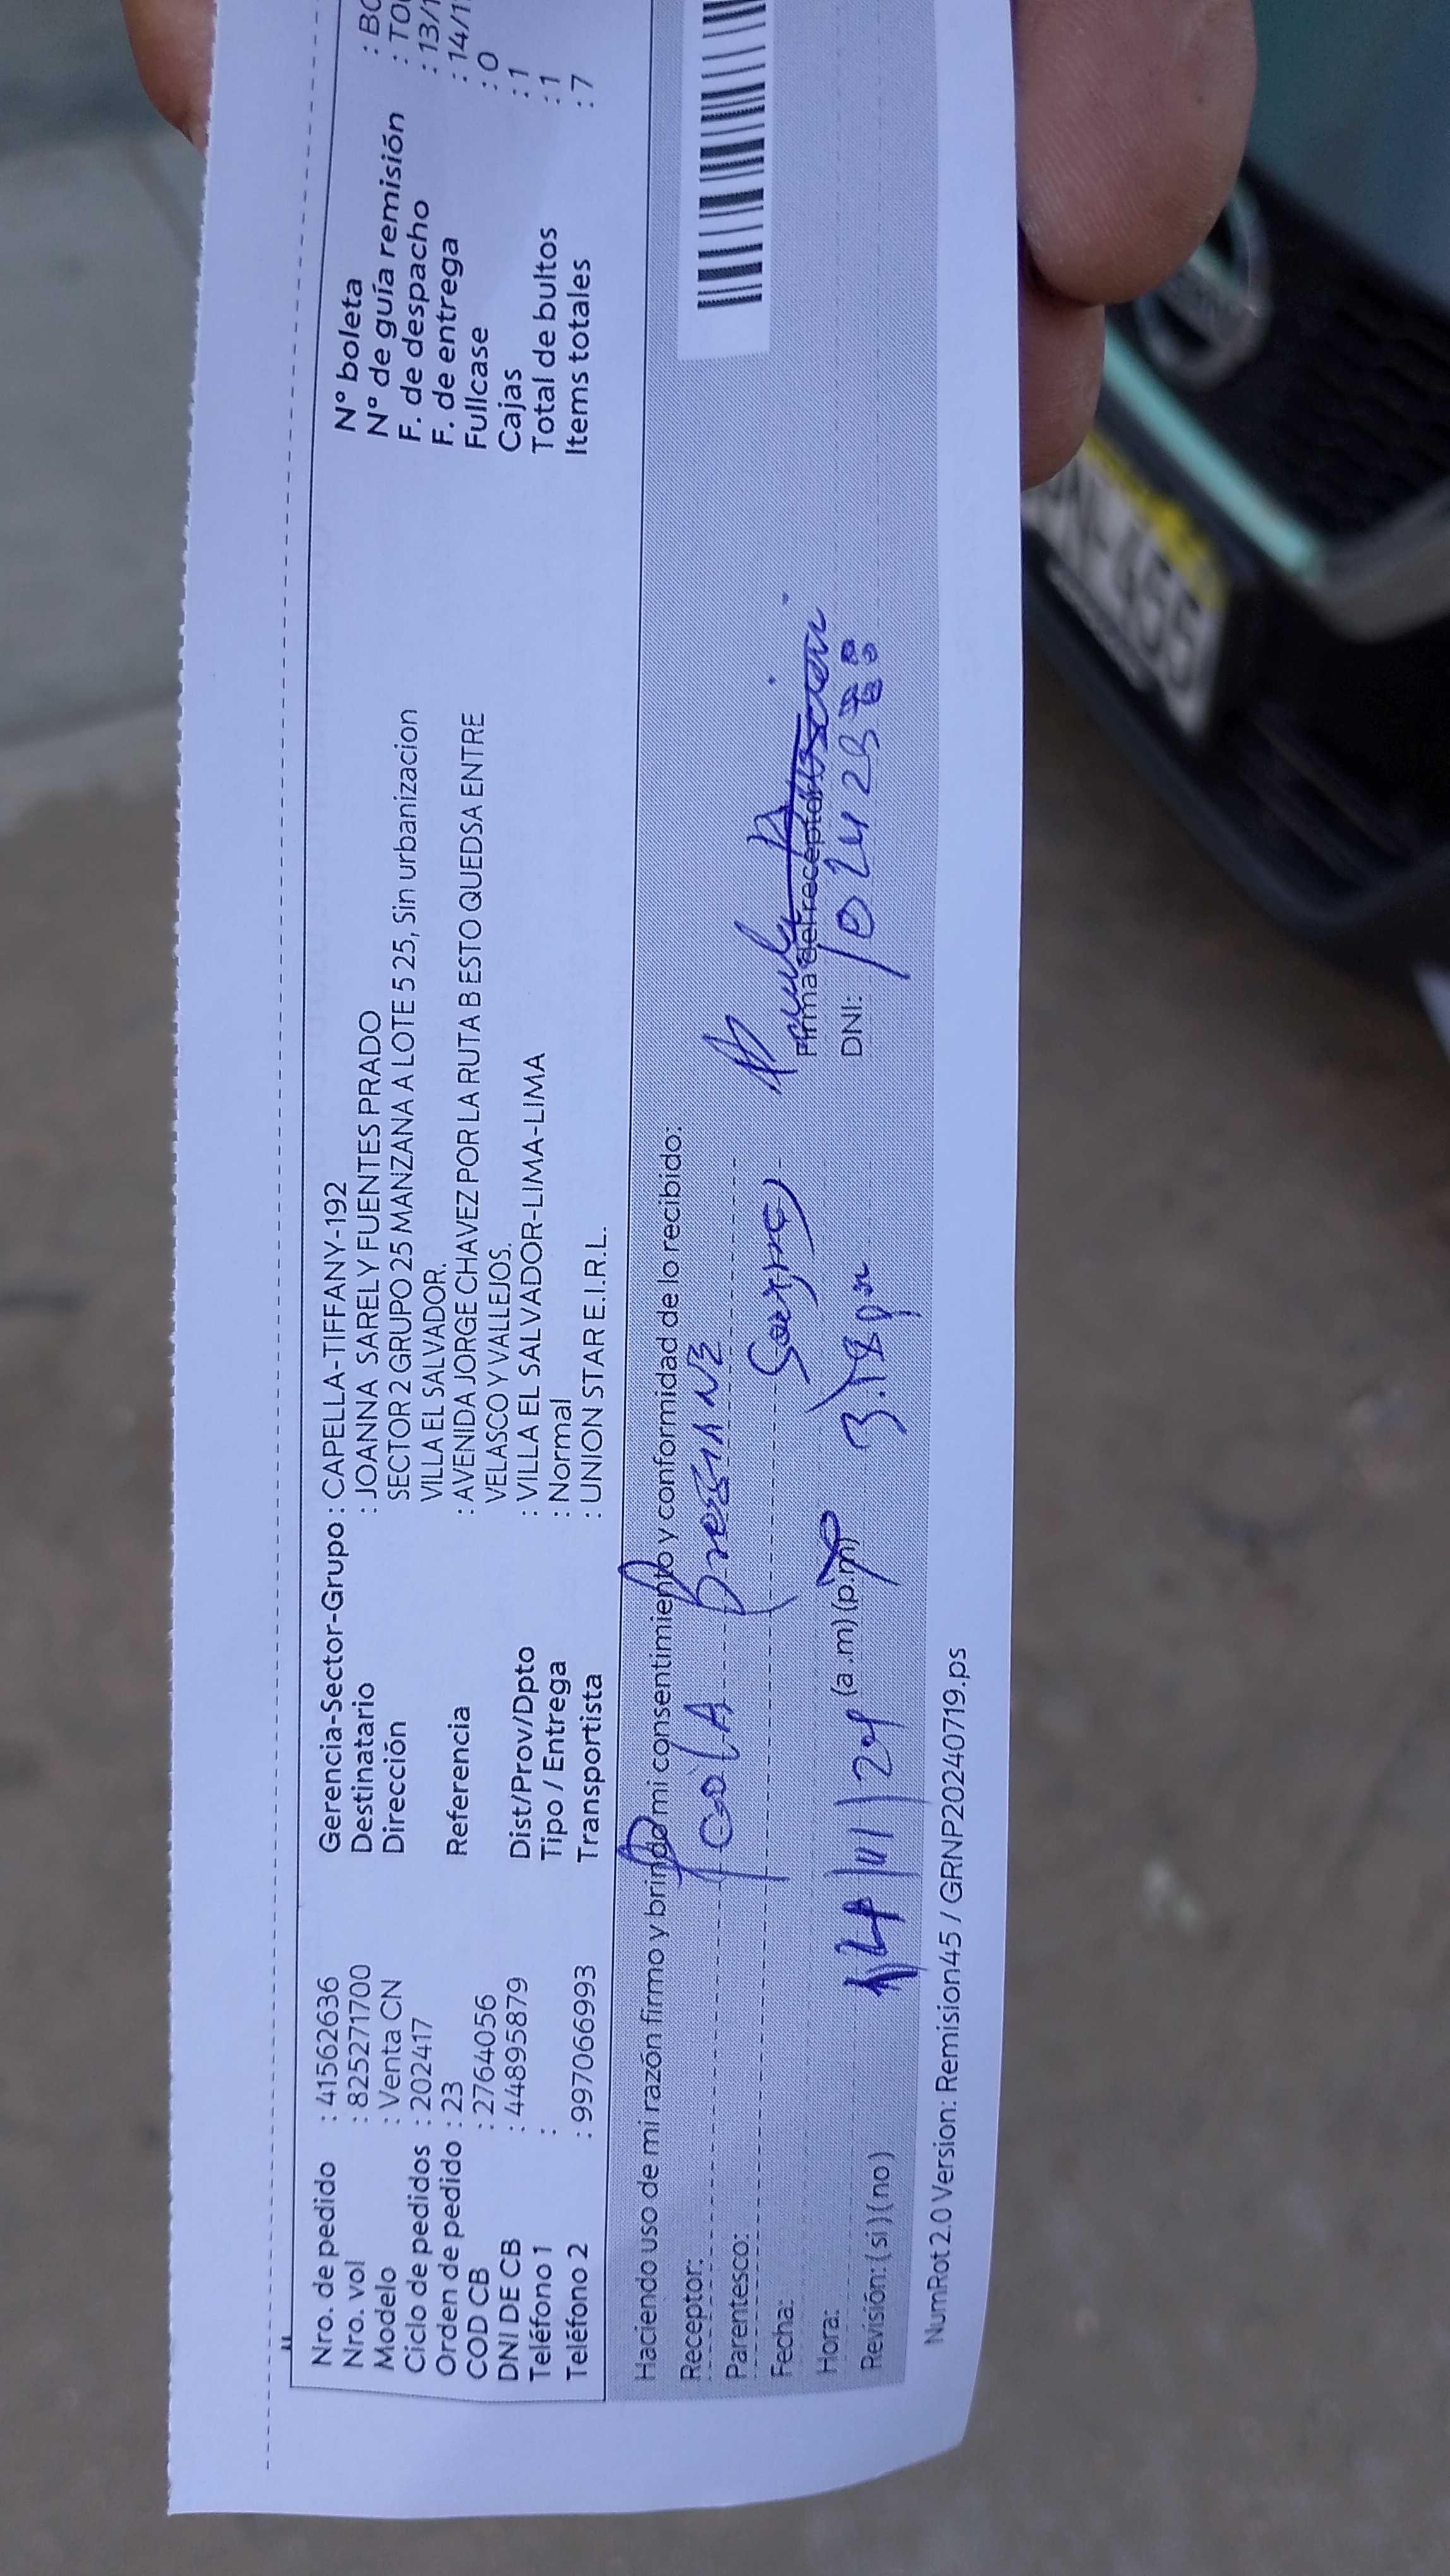 Nro. de pedido : 41562636 Gerencia-Sector-Grupo : CAPELLA-TIFFANY-192 N° boleta : BO
Nro. vol : 825271700 Destinatario : JOANNA SARELY FUENTES PRADO N° de guía remisión : T0
Modelo : Venta CN Dirección SECTOR 2 GRUPO 25 MANZANA A LOTE 5 25, Sin urbanizacion F. de despacho : 13/1
Ciclo de pedidos : 202417 VILLA EL SALVADOR. F. de entrega : 14/1
Orden de pedido : 23 Referencia : AVENIDA JORGE CHAVEZ POR LA RUTA B ESTO QUEDSA ENTRE Fullcase : 0
COD CB : 2764056 VELASCO Y VALLEJOS. Cajas : 1
DNI DE CB : 44895879 Dist/Prov/Dpto : VILLA EL SALVADOR-LIMA-LIMA Total de bultos : 1
Teléfono 1 : Tipo / Entrega : Normal Items totales : 7
Teléfono 2 : 997066993 Transportista : UNION STAR E.I.R.L.
Haciendo uso de mi razón firmo y brindo mi consentimiento y conformidad de lo recibido:
Receptor:
Parentesco:
Fecha: Firma del receptor
Hora: 14 / 11 / 24 (a.m) (p.m) 3:18 pm DNI:
Revisión: (si) (no)
NumRot 2.0 Version: Remision45 / GRNP20240719.ps